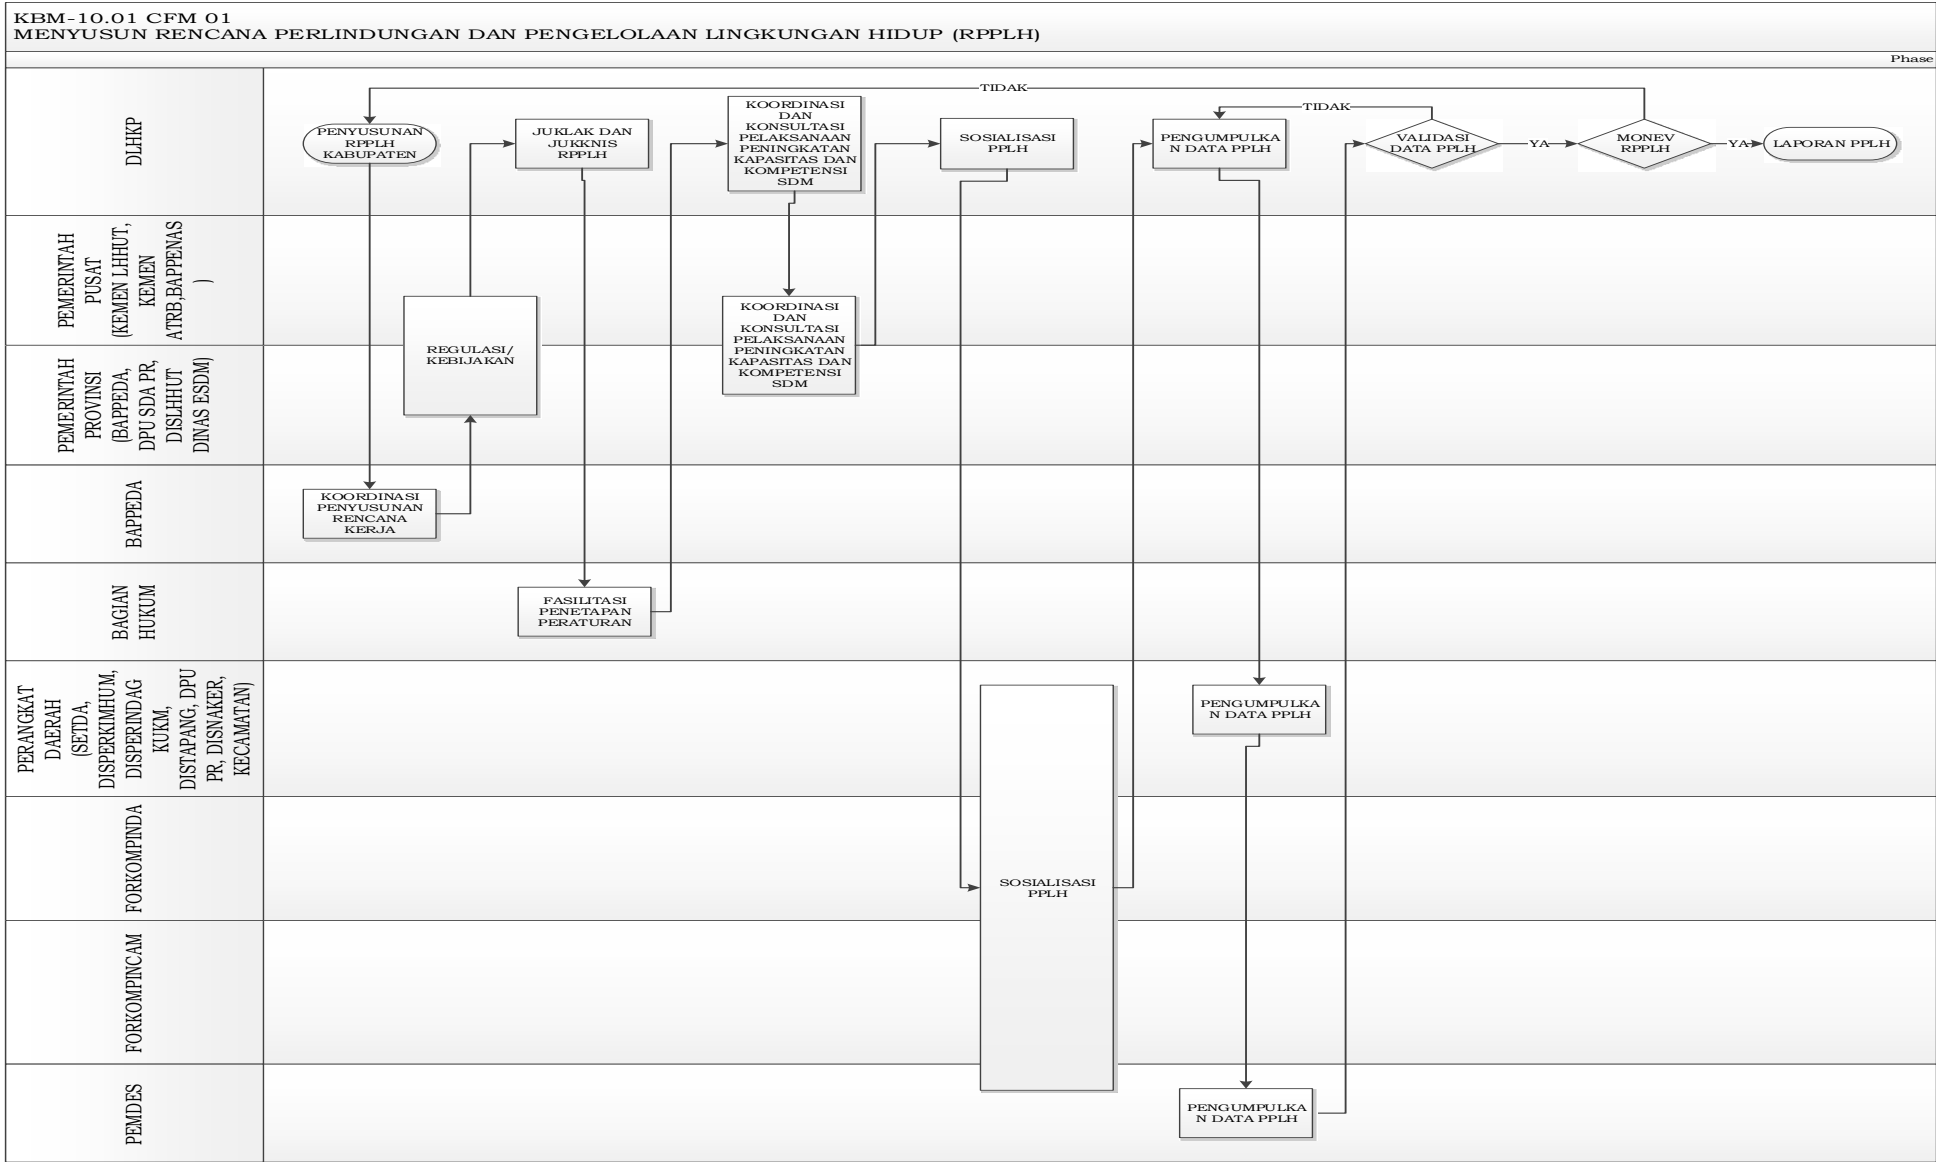 KBM-10.01 CFM 01
MENYUSUN RENCANA PERLINDUNGAN DAN PENGELOLAAN LINGKUNGAN HIDUP (RPPLH)
Phase
DLHKP
TIDAK
PENYUSUNAN
RPPLH
KABUPATEN
JUKLAK DAN
JUKKNIS
RPPLH
KOORDINASI
DAN
KONSULTASI
PELAKSANAAN
PENINGKATAN
KAPASITAS DAN
KOMPETENSI
SDM
SOSIALISASI
PPLH
PENGUMPULKA
N DATA PPLH
TIDAK
VALIDASI
DATA PPLH
YA
MONEV
RPPLH
YA
LAPORAN PPLH
PEMERINTAH
PUSAT
(KEMEN LHHUT,
KEMEN
ATRB,BAPPENAS
)
REGULASI/
KEBIJAKAN
KOORDINASI
DAN
KONSULTASI
PELAKSANAAN
PENINGKATAN
KAPASITAS DAN
KOMPETENSI
SDM
PEMERINTAH
PROVINSI
(BAPPEDA,
DPU SDA PR,
DISLHHUT
DINAS ESDM)
BAPPEDA
KOORDINASI
PENYUSUNAN
RENCANA
KERJA
BAGIAN
HUKUM
FASILITASI
PENETAPAN
PERATURAN
PERANGKAT
DAERAH
(SETDA,
DISPERKIMHUM,
DISPERINDAG
KUKM,
DISTAPANG, DPU
PR, DISNAKER,
KECAMATAN)
PENGUMPULKA
N DATA PPLH
FORKOMPINDA
SOSIALISASI
PPLH
FORKOMPINCAM
PEMDES
PENGUMPULKA
N DATA PPLH